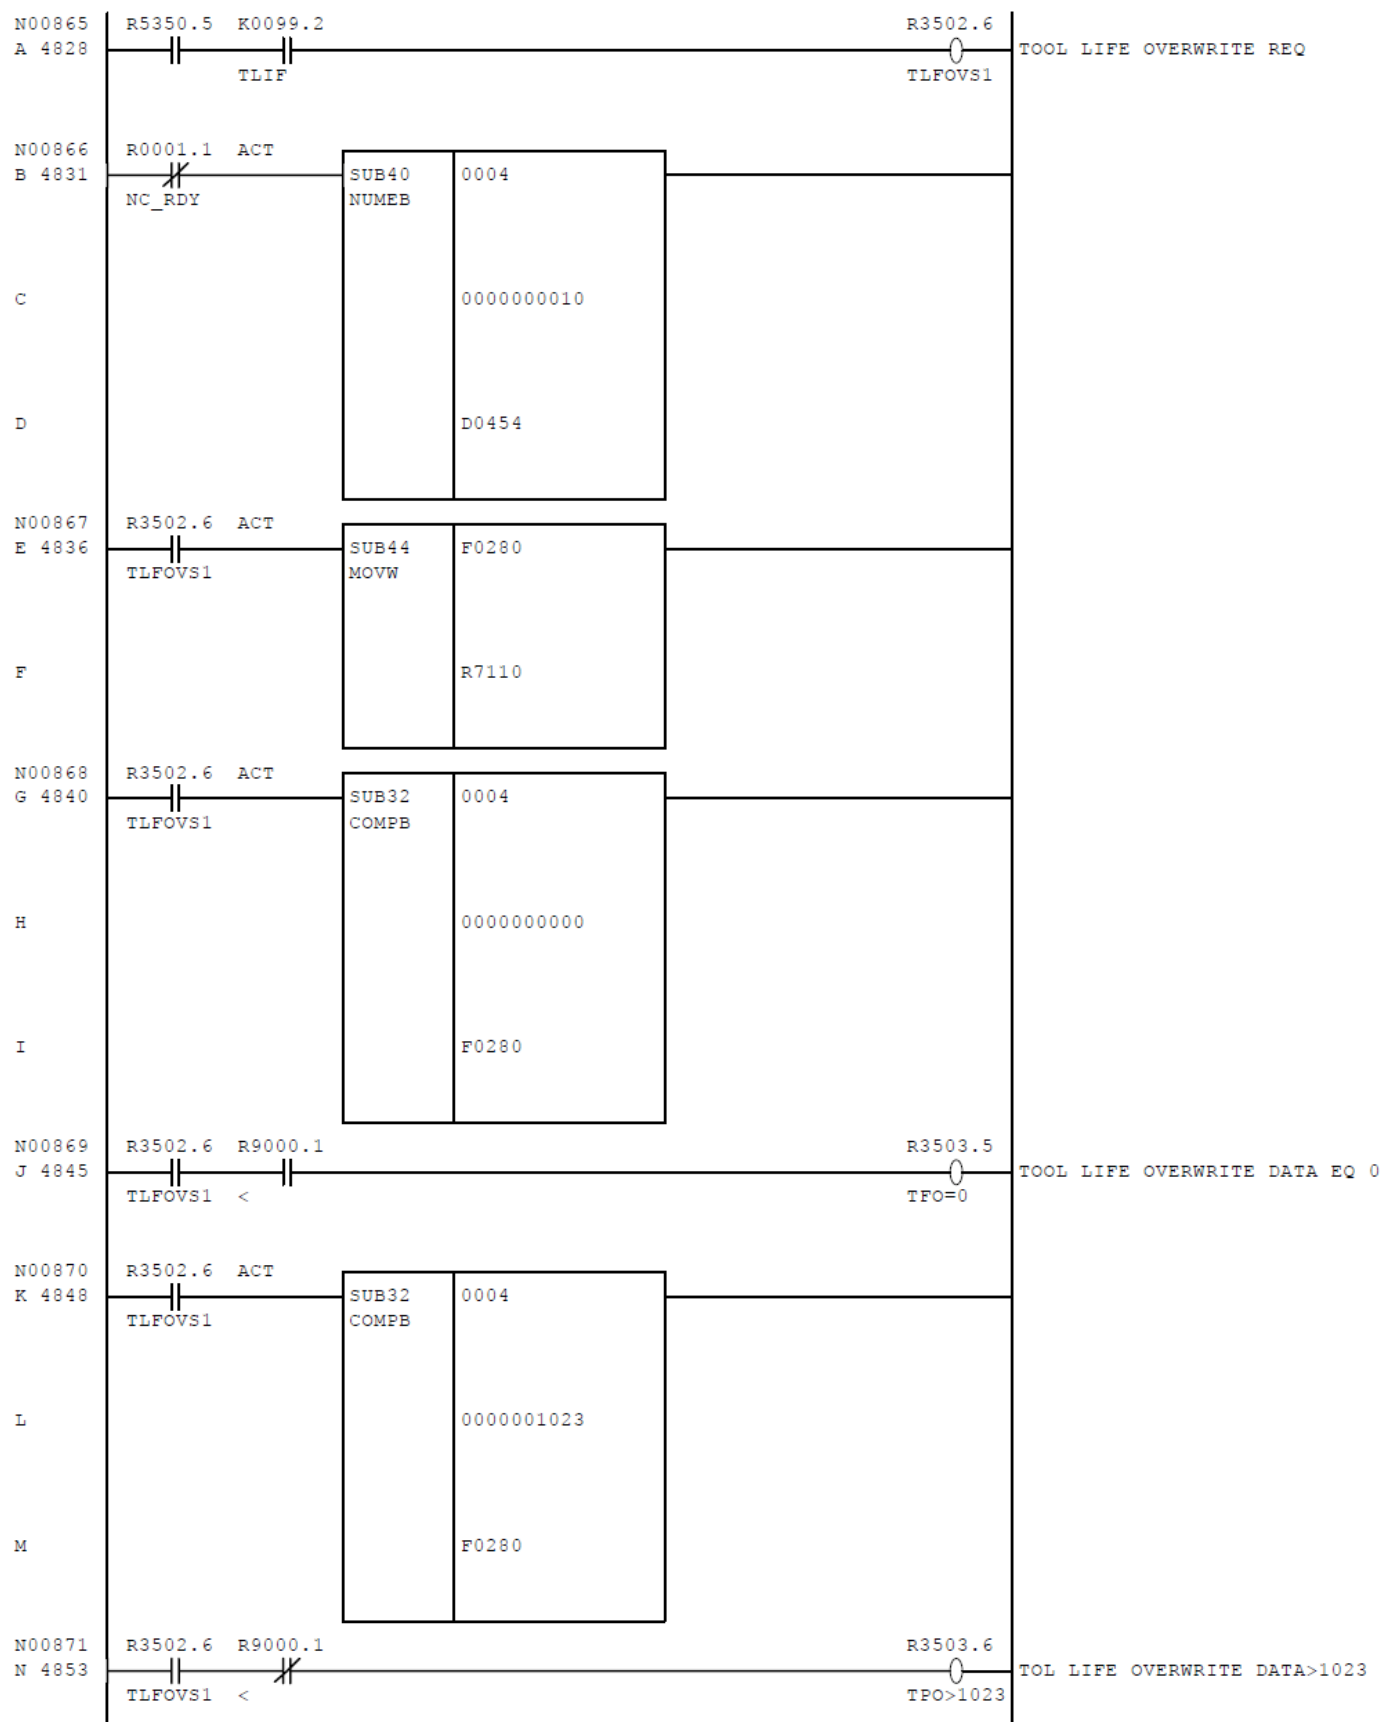 N00865 R5350.5 K0099.2 R3502.6
A 4828 TOOL LIFE OVERWRITE REQ
TLIF TLFOVS1
N00866 R0001.1 ACT
B 4831 SUB40 0004
NC_RDY NUMEB
C 0000000010
D D0454
N00867 R3502.6 ACT
E 4836 SUB44 F0280
TLFOVS1 MOVW
F R7110
N00868 R3502.6 ACT
G 4840 SUB32 0004
TLFOVS1 COMPB
H 0000000000
I F0280
N00869 R3502.6 R9000.1 R3503.5
J 4845 TOOL LIFE OVERWRITE DATA EQ 0
TLFOVS1 < TFO=0
N00870 R3502.6 ACT
K 4848 SUB32 0004
TLFOVS1 COMPB
L 0000001023
M F0280
N00871 R3502.6 R9000.1 R3503.6
N 4853 TOL LIFE OVERWRITE DATA>1023
TLFOVS1 < TPO>1023